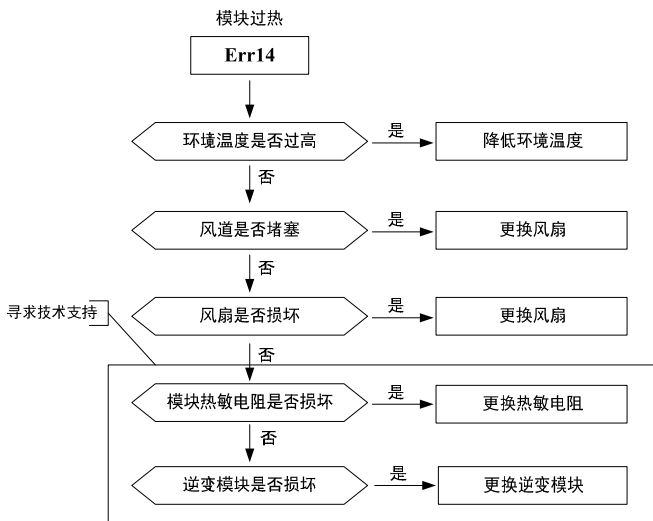 模块过热
Err14
环境温度是否过高
是
降低环境温度
否
风道是否堵塞
是
更换风扇
否
寻求技术支持
风扇是否损坏
是
更换风扇
否
模块热敏电阻是否损坏
是
更换热敏电阻
否
逆变模块是否损坏
是
更换逆变模块